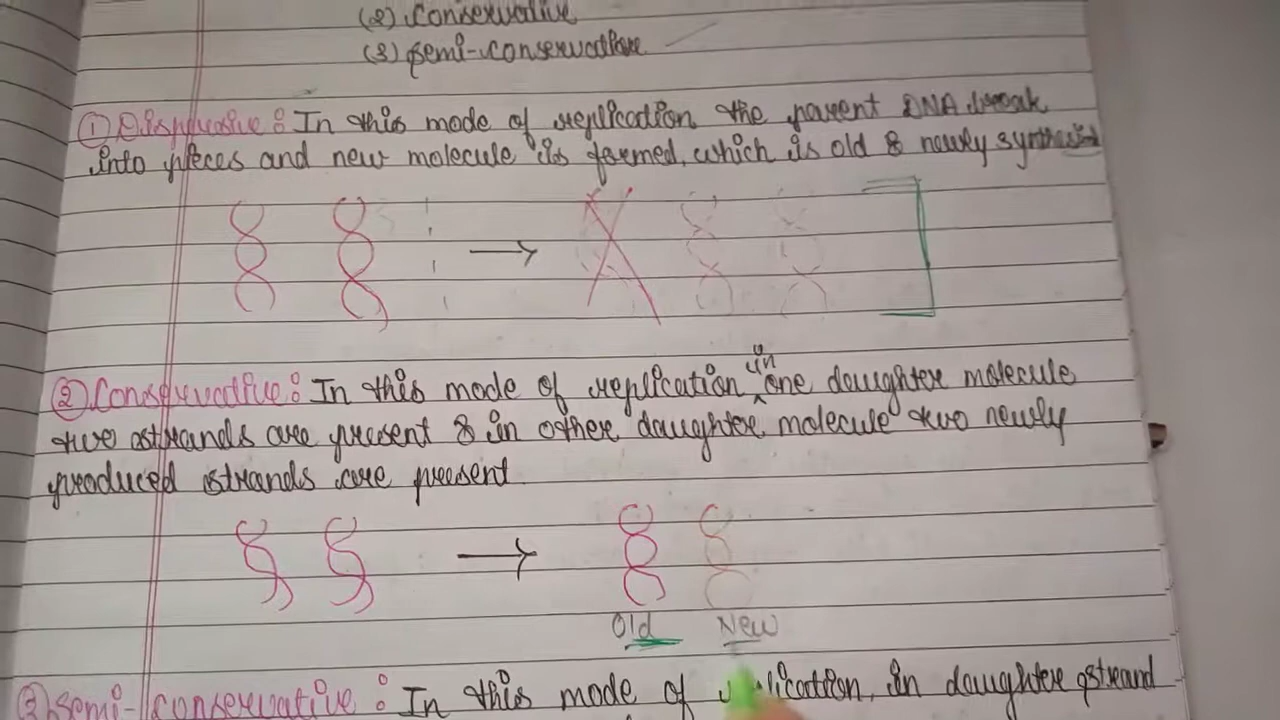 (2) Conservative
(3) Semi-conservative
① Dispersive : In this mode of replication the parent DNA break
into pieces and new molecule is formed, which is old & newly
② Conservative : In this mode of replication in one daughter molecule
two strands are present & in other daughter molecule two newly
produced strands are present
Old New
③ Semi-conservative : In this mode of replication, in daughter strand